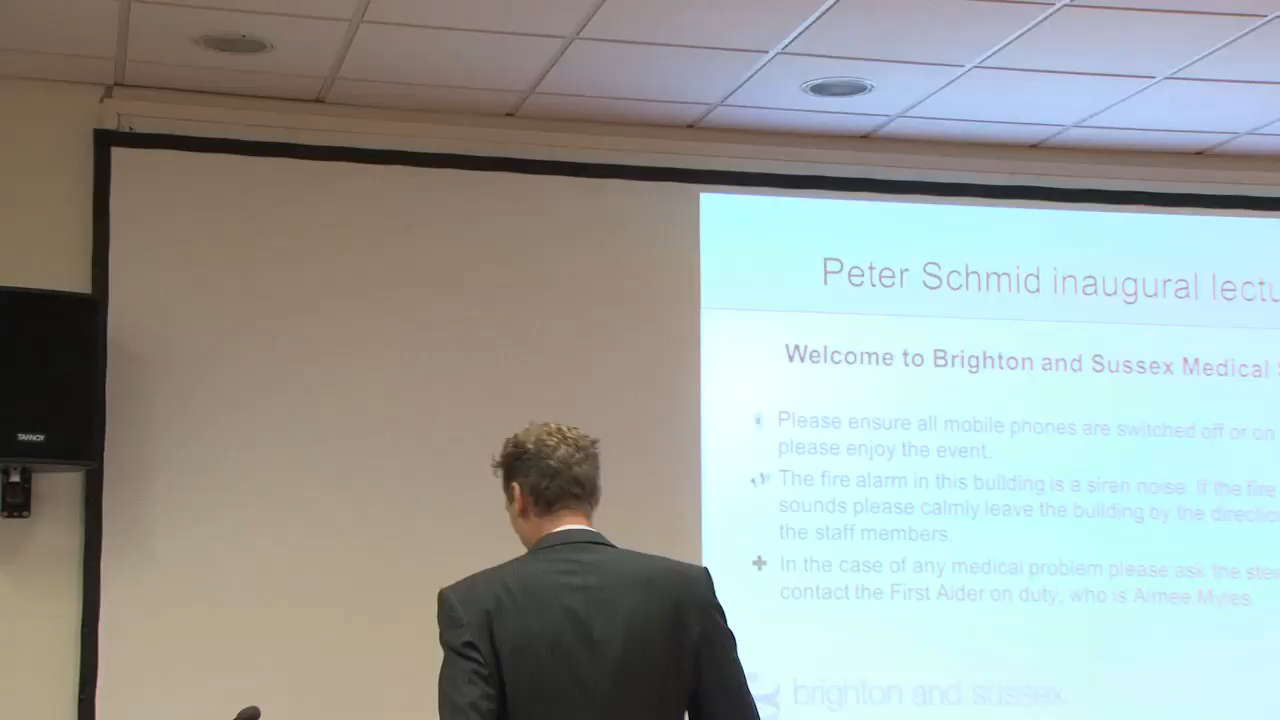 Peter Schmid inaugural lectu
Welcome to Brighton and Sussex Medical S
Please ensure all mobile phones are switched off or on
please enjoy the event.
The fire alarm in this building is a siren noise. If the fire
sounds please calmly leave the building by the directio
the staff members.
In the case of any medical problem please ask the stew
contact the First Aider on duty, who is Aimee Myles.
brighton and sussex
TANNOY